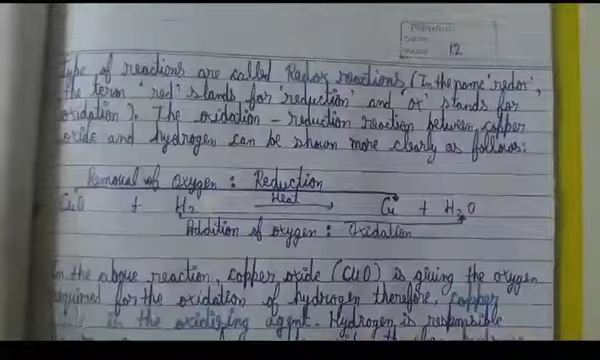 12
Type of reactions are called Redox reactions (In the name 'redox',
the term 'red' stands for 'reduction' and 'ox' stands for
oxidation). The oxidation - reduction reaction between copper
oxide and hydrogen can be shown more clearly as follows:
Removal of Oxygen : Reduction
CuO + H2 Heat → Cu + H2O
Addition of oxygen : Oxidation
In the above reaction, copper oxide (CuO) is giving the oxygen
required for the oxidation of hydrogen therefore, copper
in the oxidizing agent. Hydrogen is responsible